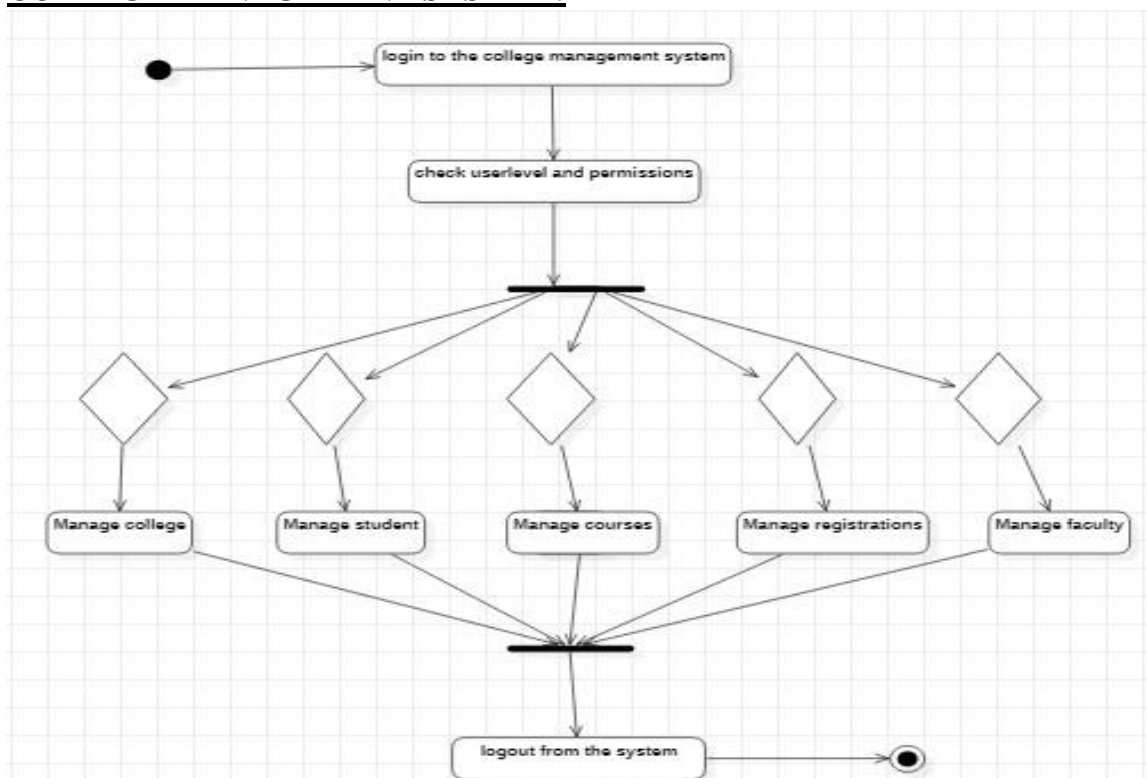 login to the college management system
check userlevel and permissions
Manage college
Manage student
Manage courses
Manage registrations
Manage faculty
logout from the system